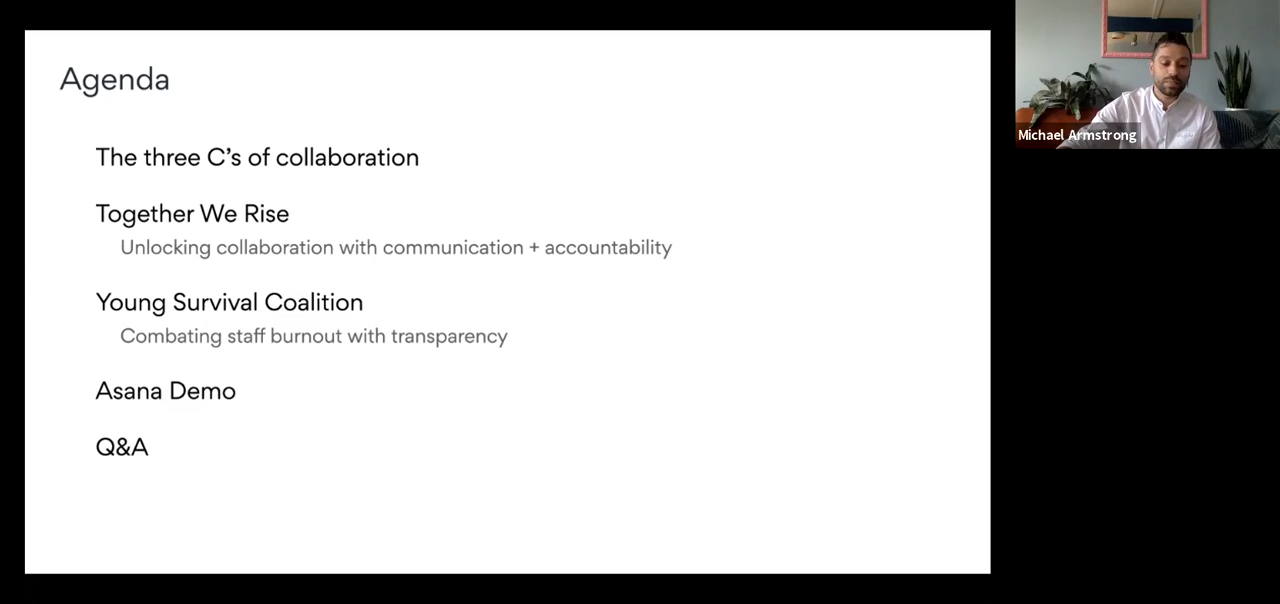 Agenda
The three C’s of collaboration
Together We Rise
Unlocking collaboration with communication + accountability
Young Survival Coalition
Combating staff burnout with transparency
Asana Demo
Q&A
Michael Armstrong